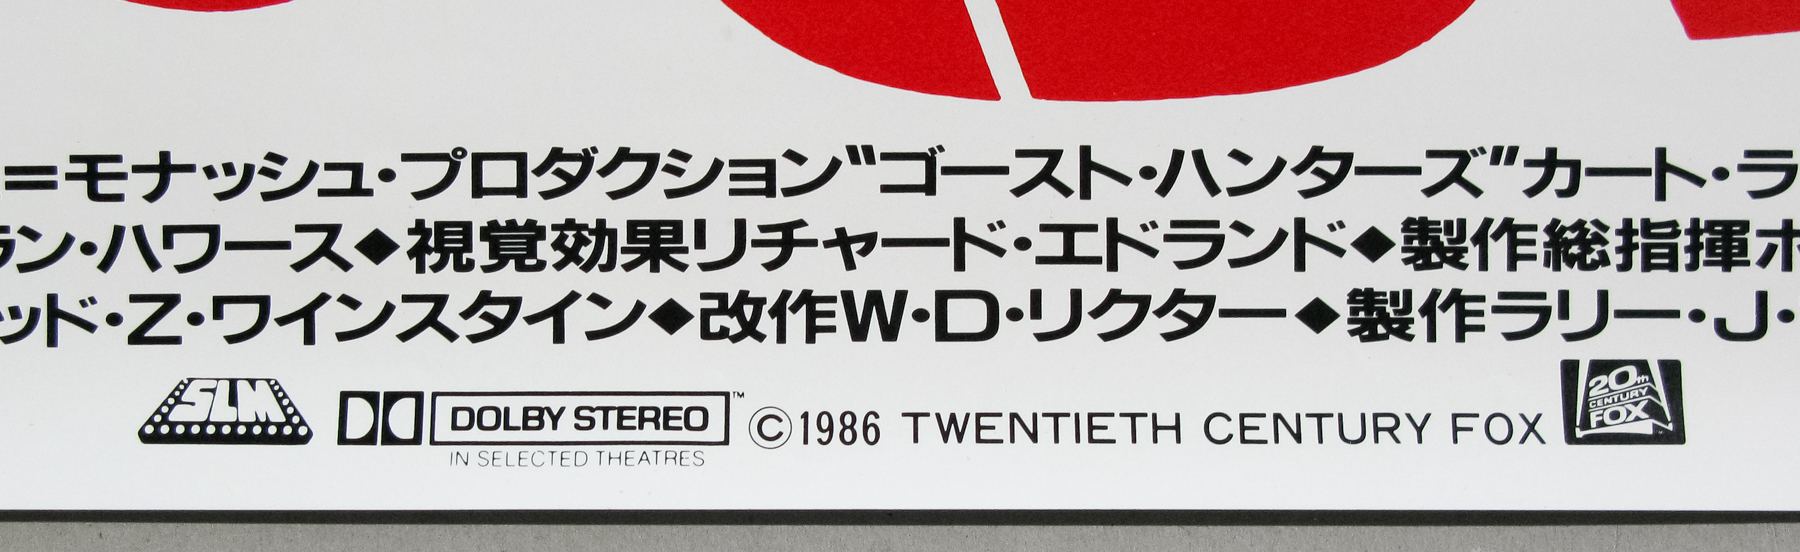 ＝モナッシュ・プロダクション"ゴースト・ハンターズ"カート・ラ
ラン・ハワース◆視覚効果リチャード・エドランド◆製作総指揮ポ
ッド・Z・ワインスタイン◆改作W・D・リクター◆製作ラリー・J・
SLM DOLBY STEREO™ ©1986 TWENTIETH CENTURY FOX 20th CENTURY FOX
IN SELECTED THEATRES